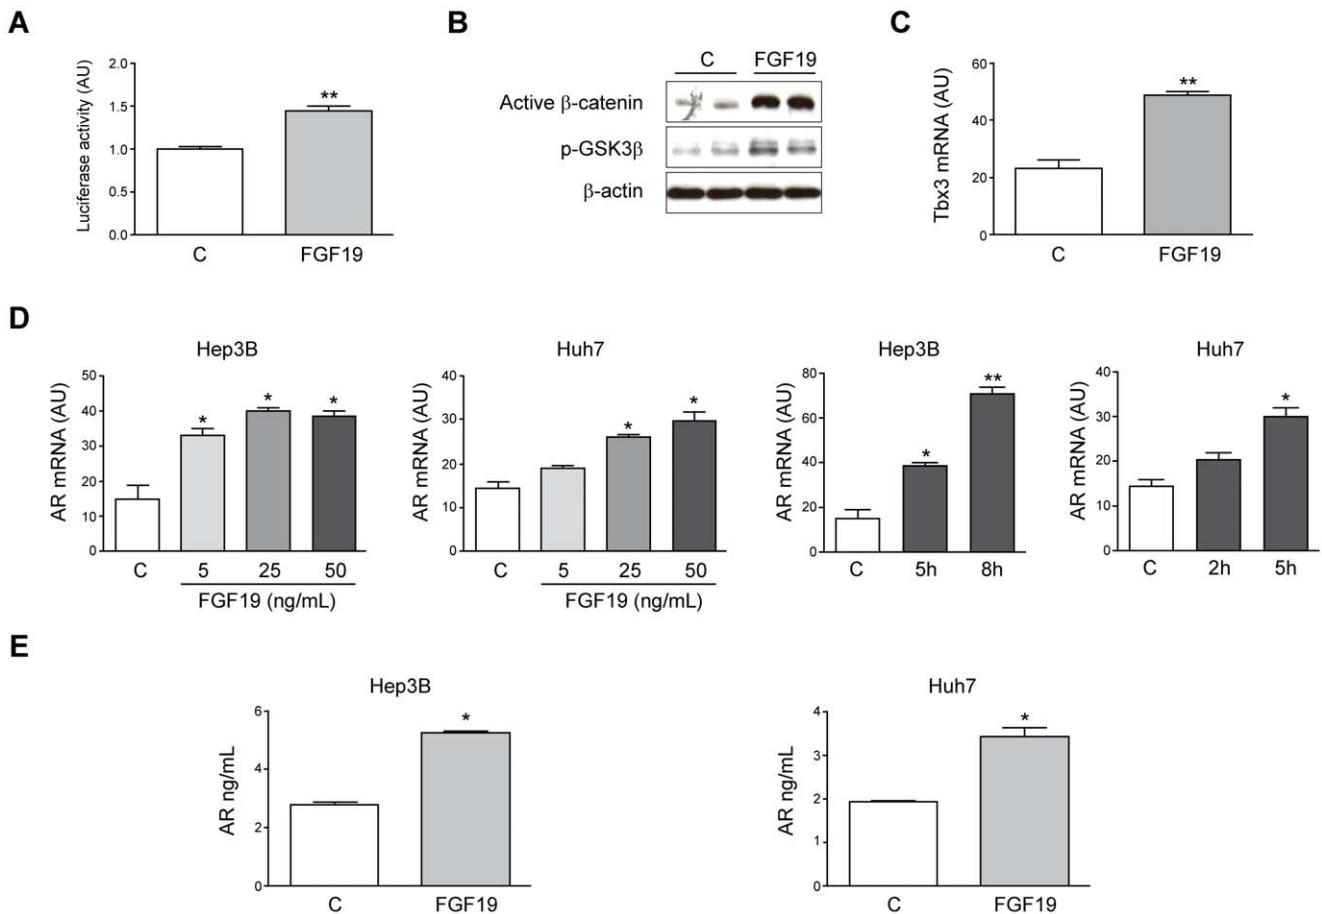 A
Luciferase activity (AU)
2.0
1.5
1.0
0.5
0.0
**
C FGF19
B
C FGF19
Active β-catenin
p-GSK3β
β-actin
C
Tbx3 mRNA (AU)
60
40
20
0
**
C FGF19
D
Hep3B
AR mRNA (AU)
50
40
30
20
10
0
* * *
C 5 25 50
FGF19 (ng/mL)
Huh7
AR mRNA (AU)
40
30
20
10
0
* *
C 5 25 50
FGF19 (ng/mL)
Hep3B
AR mRNA (AU)
80
60
40
20
0
* **
C 5h 8h
Huh7
AR mRNA (AU)
40
30
20
10
0
*
C 2h 5h
E
Hep3B
AR ng/mL
6
4
2
0
*
C FGF19
Huh7
AR ng/mL
4
3
2
1
0
*
C FGF19